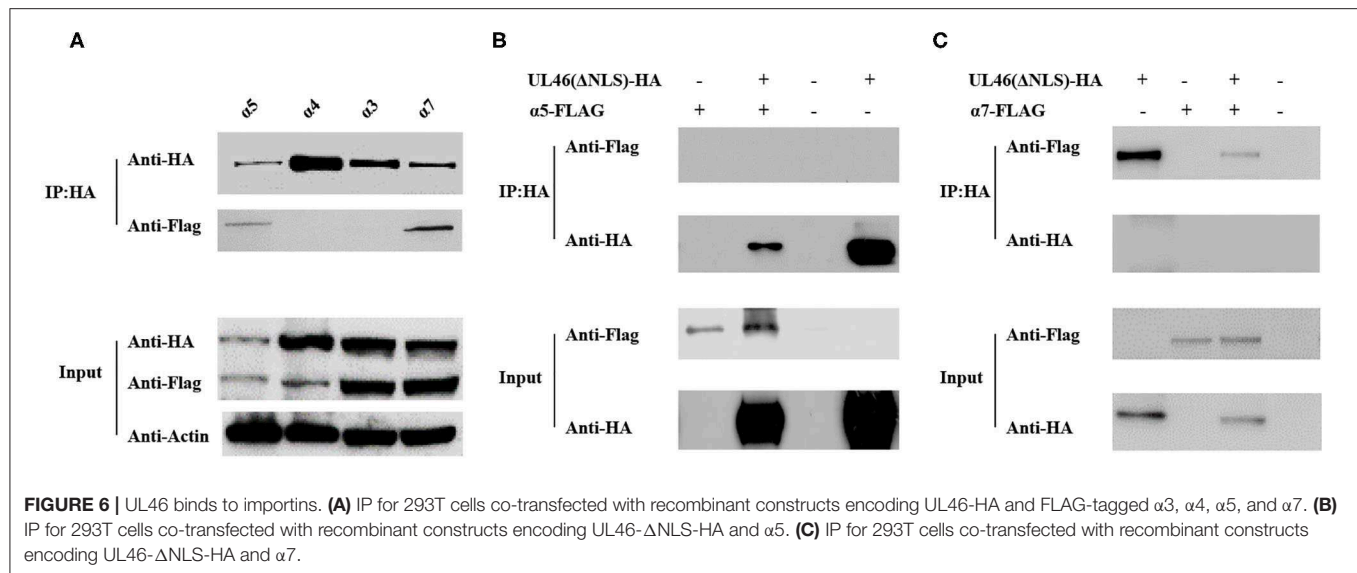 A
α5 α4 α3 α7
IP:HA
Anti-HA
Anti-Flag
Input
Anti-HA
Anti-Flag
Anti-Actin
B
UL46(ΔNLS)-HA - + - +
α5-FLAG + + - -
IP:HA
Anti-Flag
Anti-HA
Input
Anti-Flag
Anti-HA
C
UL46(ΔNLS)-HA + - + -
α7-FLAG - + + -
IP:HA
Anti-Flag
Anti-HA
Input
Anti-Flag
Anti-HA
FIGURE 6 | UL46 binds to importins. (A) IP for 293T cells co-transfected with recombinant constructs encoding UL46-HA and FLAG-tagged α3, α4, α5, and α7. (B)
IP for 293T cells co-transfected with recombinant constructs encoding UL46-ΔNLS-HA and α5. (C) IP for 293T cells co-transfected with recombinant constructs
encoding UL46-ΔNLS-HA and α7.